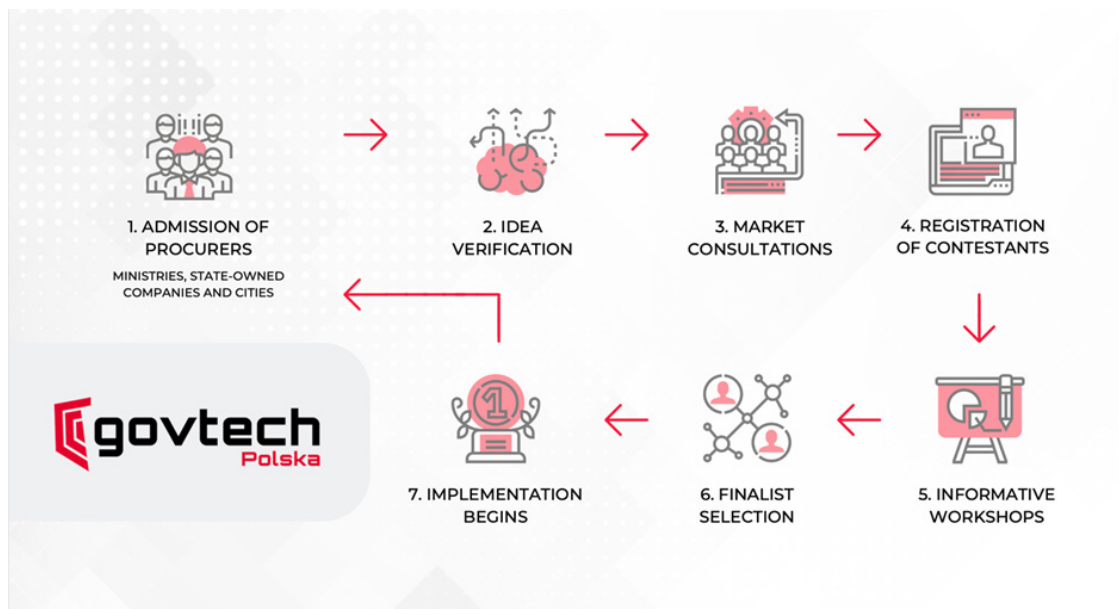 1. ADMISSION OF
PROCURERS
MINISTRIES, STATE-OWNED
COMPANIES AND CITIES
2. IDEA
VERIFICATION
3. MARKET
CONSULTATIONS
4. REGISTRATION
OF CONTESTANTS
5. INFORMATIVE
WORKSHOPS
6. FINALIST
SELECTION
7. IMPLEMENTATION
BEGINS
1
govtech
Polska